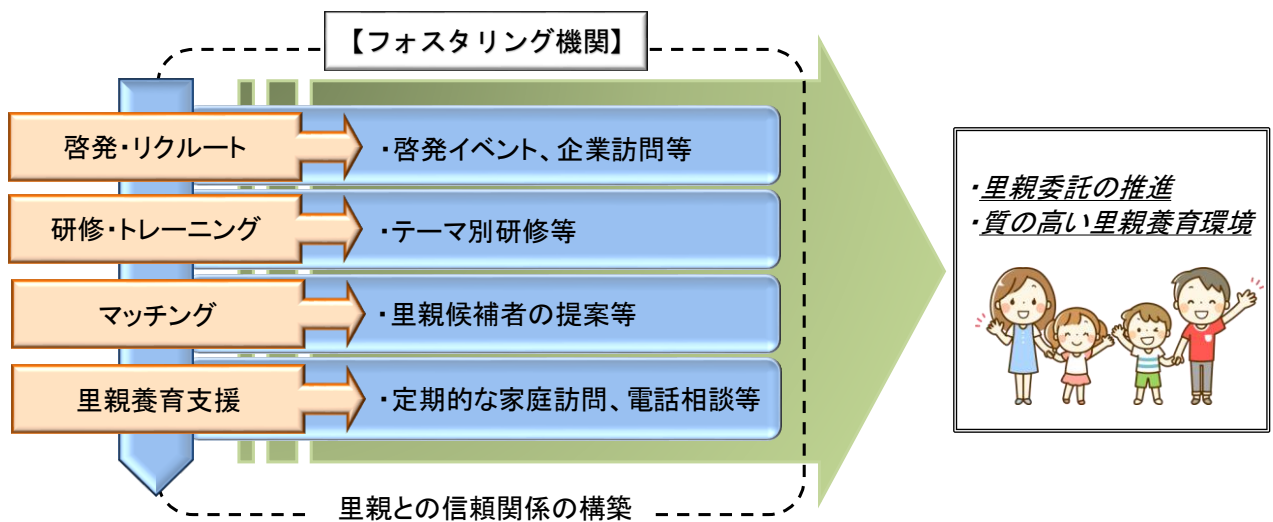 【フォスタリング機関】
啓発・リクルート
・啓発イベント、企業訪問等
研修・トレーニング
・テーマ別研修等
マッチング
・里親候補者の提案等
里親養育支援
・定期的な家庭訪問、電話相談等
里親との信頼関係の構築
・里親委託の推進
・質の高い里親養育環境